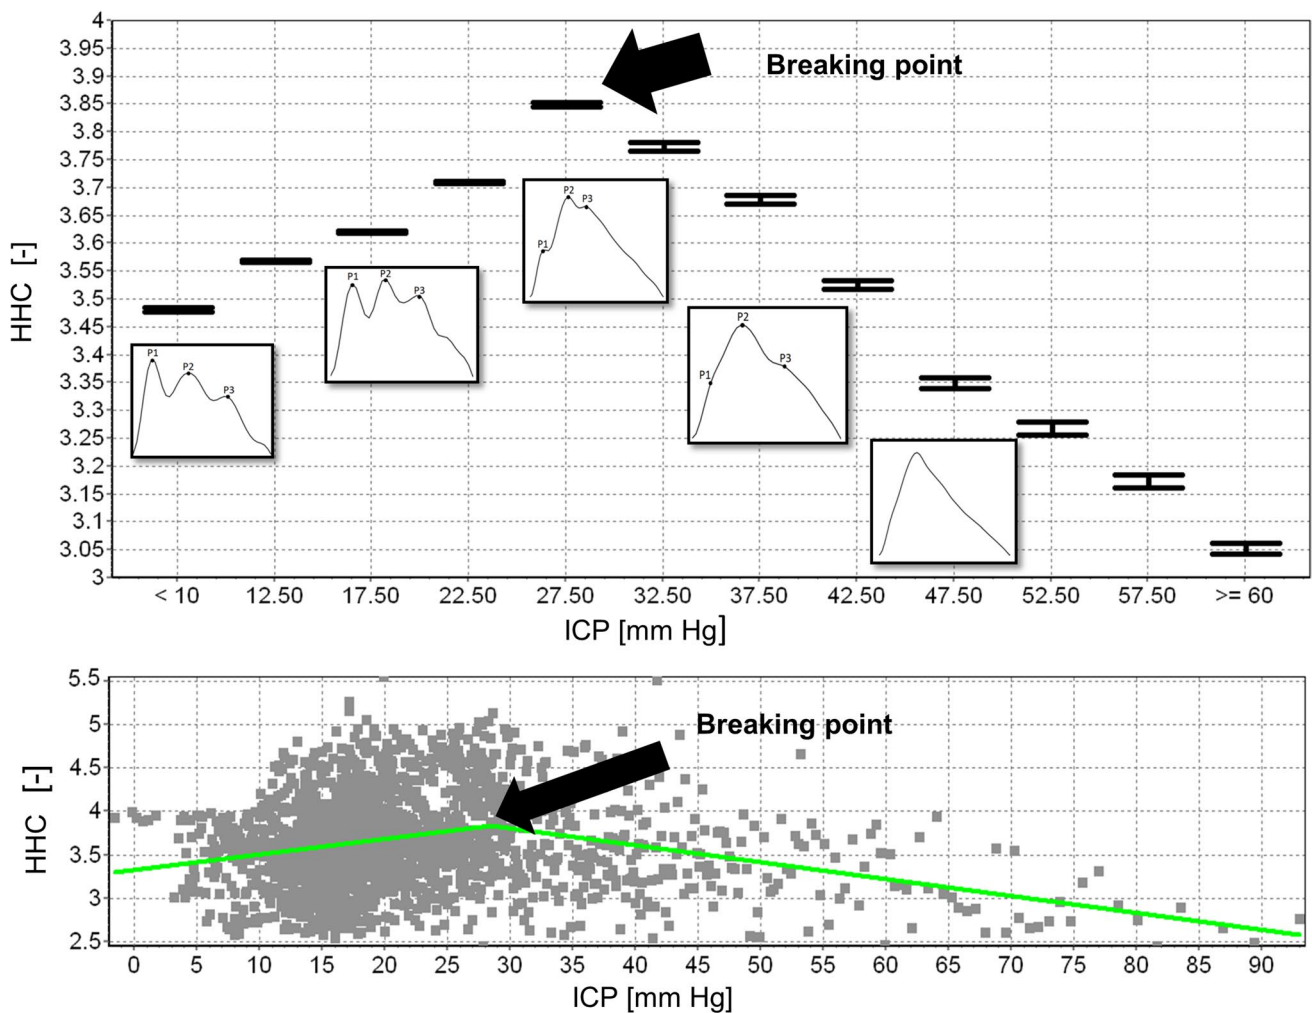 4
3.95
3.9
3.85
3.8
3.75
3.7
3.65
3.6
3.55
3.5
3.45
3.4
3.35
3.3
3.25
3.2
3.15
3.1
3.05
3
HHC [-]
Breaking point
P1 P2 P3
P1 P2 P3
P1 P2 P3
P1 P2 P3
< 10 12.50 17.50 22.50 27.50 32.50 37.50 42.50 47.50 52.50 57.50 >= 60
ICP [mm Hg]
5.5
5
4.5
4
3.5
3
2.5
HHC [-]
Breaking point
0 5 10 15 20 25 30 35 40 45 50 55 60 65 70 75 80 85 90
ICP [mm Hg]